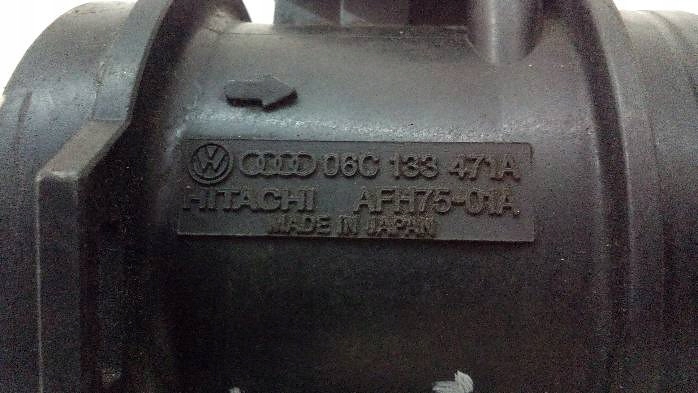 06C 133 471A
HITACHI AFH75-01A
MADE IN JAPAN